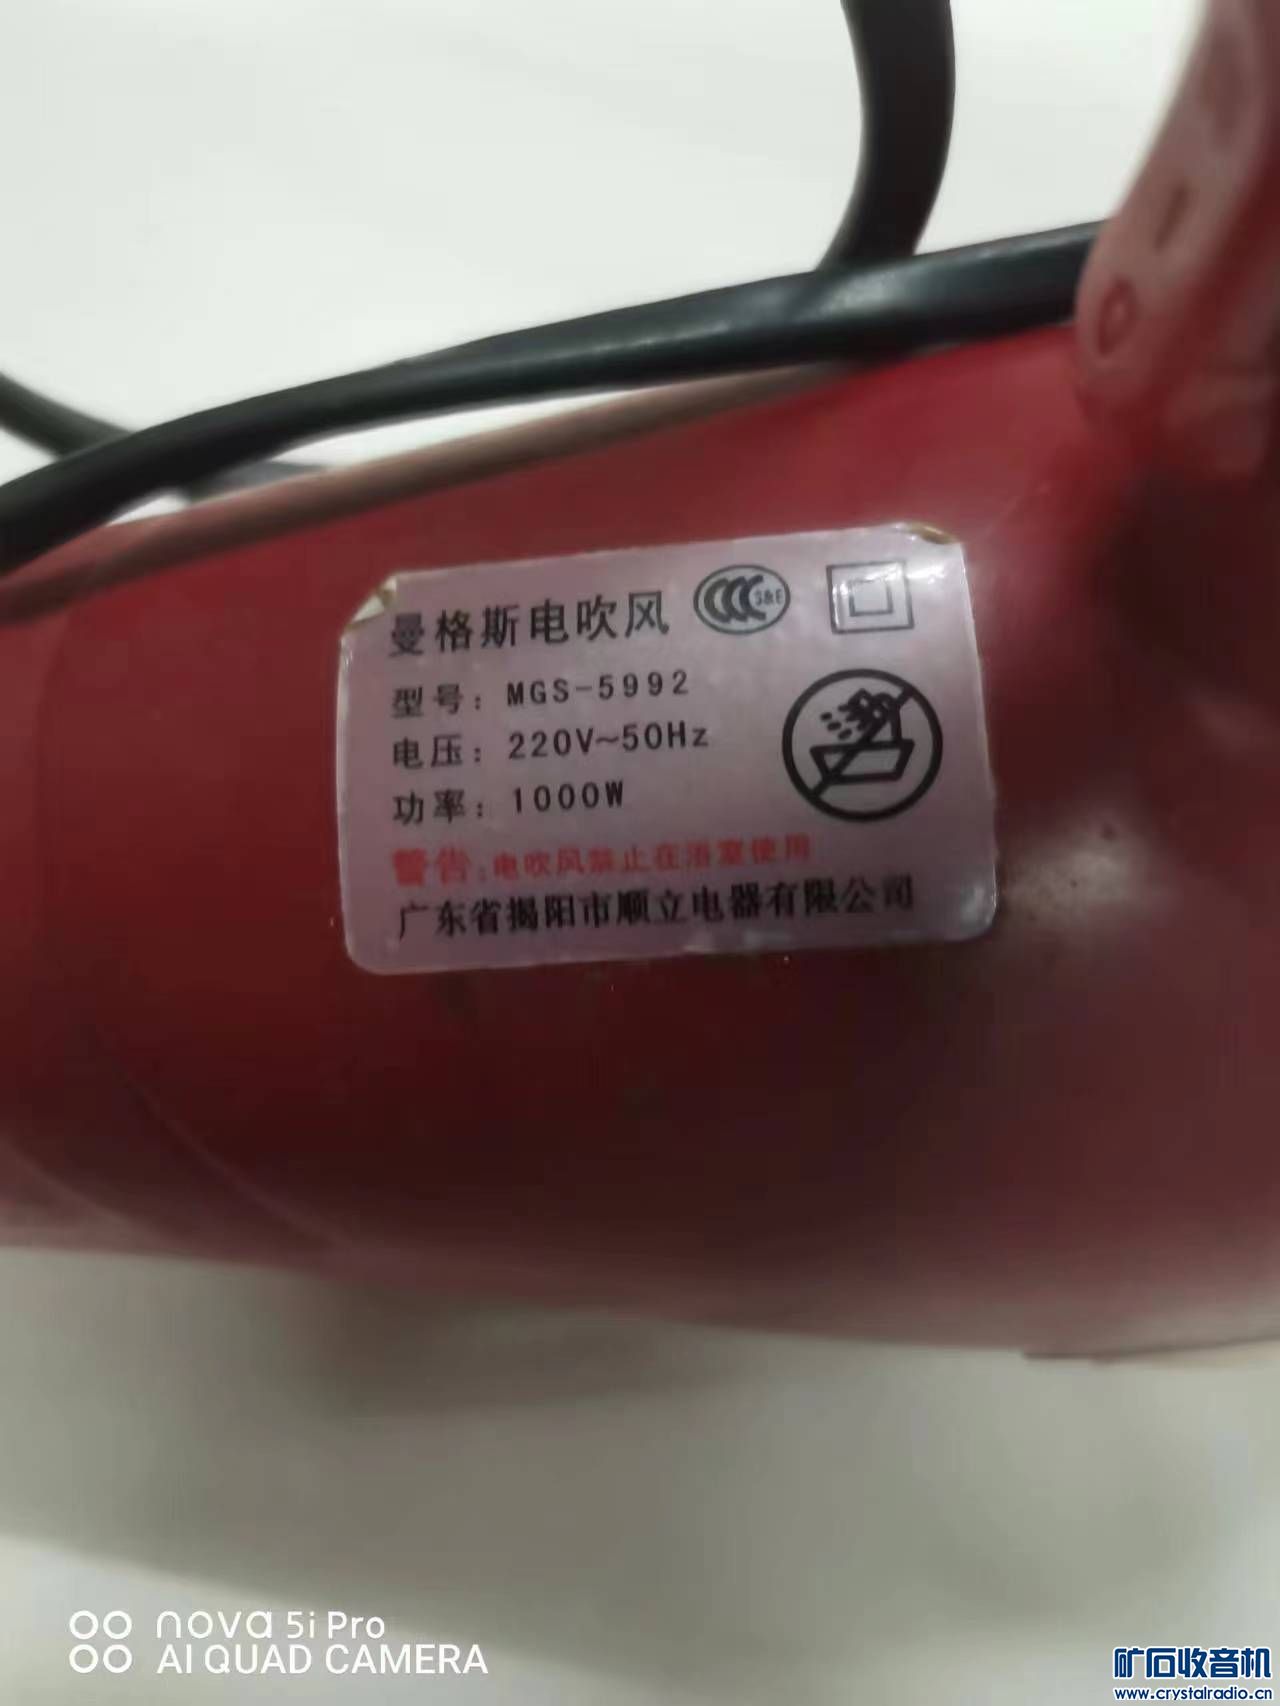 曼格斯电吹风
CCC S&E
型号：MGS-5992
电压：220V~50Hz
功率：1000W
警告：电吹风禁止在浴室使用
广东省揭阳市顺立电器有限公司
0
1
nova 5i Pro
AI QUAD CAMERA
矿石收音机
www.crystalradio.cn